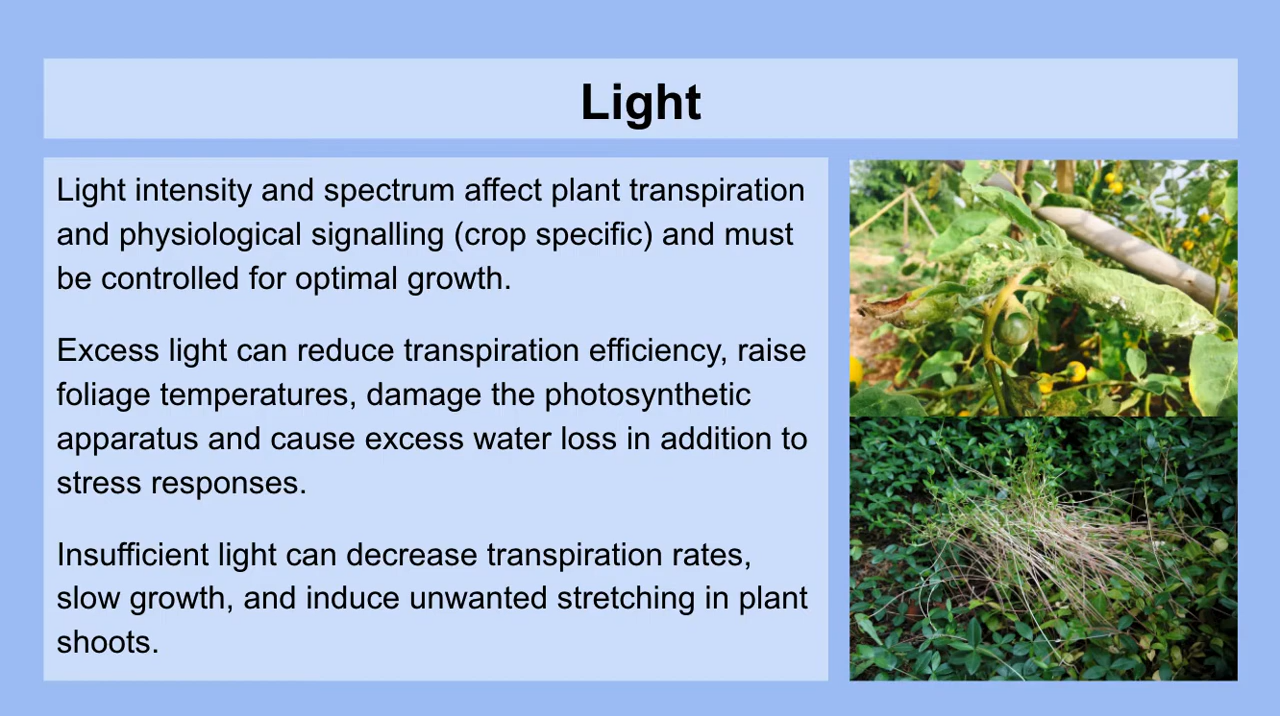 Light
Light intensity and spectrum affect plant transpiration
and physiological signalling (crop specific) and must
be controlled for optimal growth.
Excess light can reduce transpiration efficiency, raise
foliage temperatures, damage the photosynthetic
apparatus and cause excess water loss in addition to
stress responses.
Insufficient light can decrease transpiration rates,
slow growth, and induce unwanted stretching in plant
shoots.